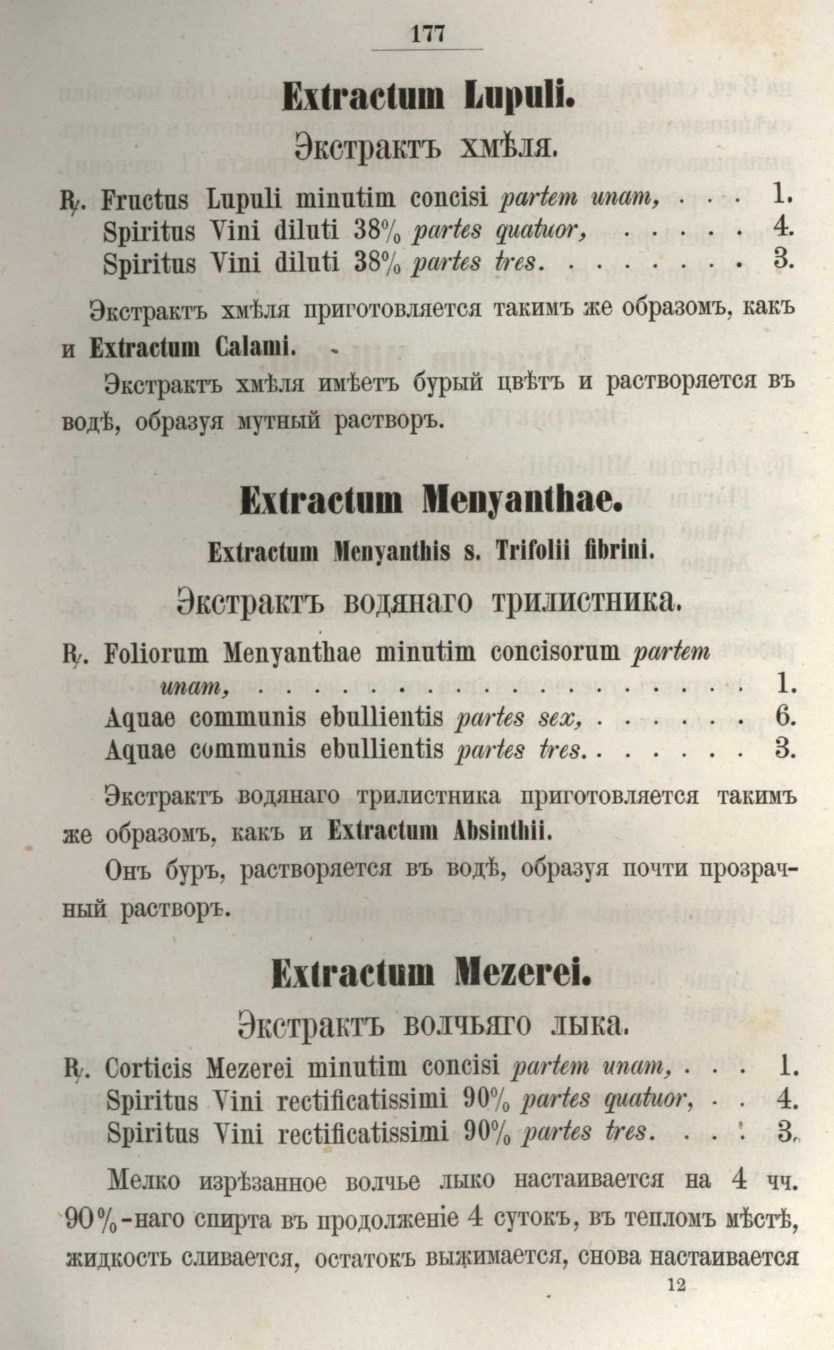 177
Extractum Lupuli.
Экстрактъ хмѣля.
℞. Fructus Lupuli minutim concisi partem unam, . . . 1.
Spiritus Vini diluti 38% partes quatuor, . . . . . 4.
Spiritus Vini diluti 38% partes tres. . . . . . . . 3.
Экстрактъ хмѣля приготовляется такимъ же образомъ, какъ
и Extractum Calami.
Экстрактъ хмѣля имѣетъ бурый цвѣтъ и растворяется въ
водѣ, образуя мутный растворъ.
Extractum Menyanthae.
Extractum Menyanthis s. Trifolii fibrini.
Экстрактъ водянаго трилистника.
℞. Foliorum Menyanthae minutim concisorum partem
unam, . . . . . . . . . . . . . . . . . . 1.
Aquae communis ebullientis partes sex, . . . . . . 6.
Aquae communis ebullientis partes tres. . . . . . . 3.
Экстрактъ водянаго трилистника приготовляется такимъ
же образомъ, какъ и Extractum Absinthii.
Онъ буръ, растворяется въ водѣ, образуя почти прозрач-
ный растворъ.
Extractum Mezerei.
Экстрактъ волчьяго лыка.
℞. Corticis Mezerei minutim concisi partem unam, . . . 1.
Spiritus Vini rectificatissimi 90% partes quatuor, . . 4.
Spiritus Vini rectificatissimi 90% partes tres. . . . 3.
Мелко изрѣзанное волчье лыко настаивается на 4 чч.
90%-наго спирта въ продолженіе 4 сутокъ, въ тепломъ мѣстѣ,
жидкость сливается, остатокъ выжимается, снова настаивается
12